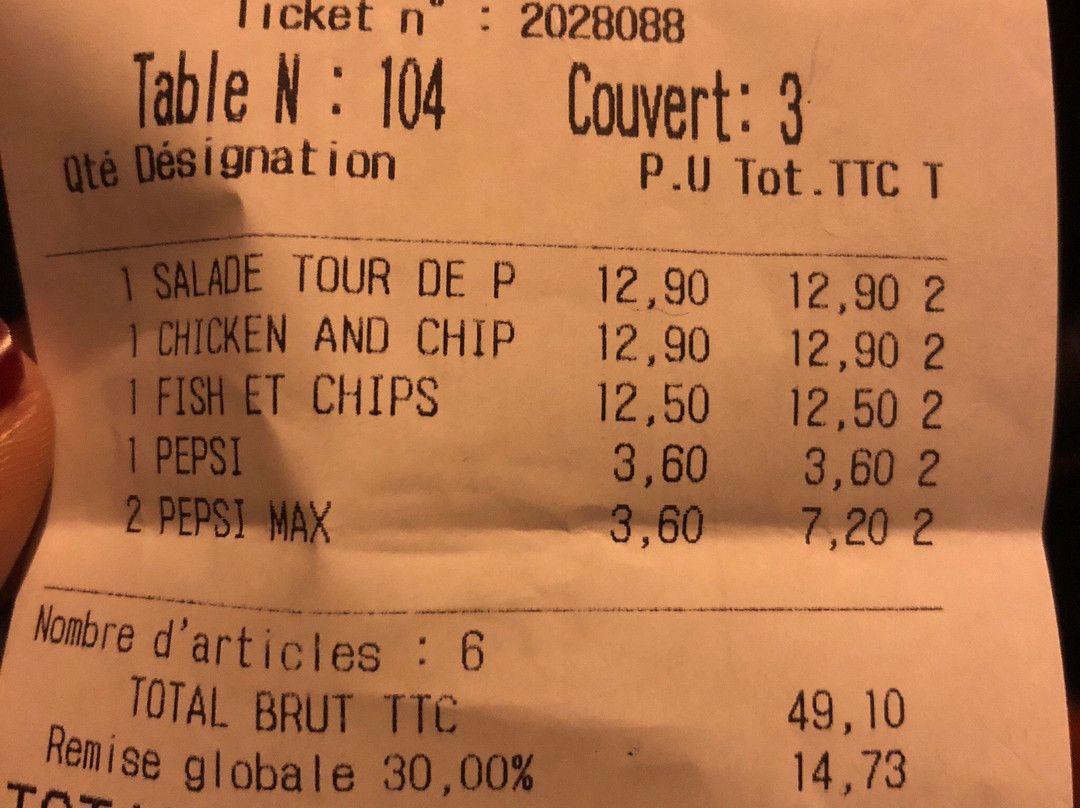 Ticket n° : 2028088
Table N : 104 Couvert: 3
Qté Désignation P.U Tot.TTC T
1 SALADE TOUR DE P 12,90 12,90 2
1 CHICKEN AND CHIP 12,90 12,90 2
1 FISH ET CHIPS 12,50 12,50 2
1 PEPSI 3,60 3,60 2
2 PEPSI MAX 3,60 7,20 2
Nombre d'articles : 6
TOTAL BRUT TTC 49,10
Remise globale 30,00% 14,73